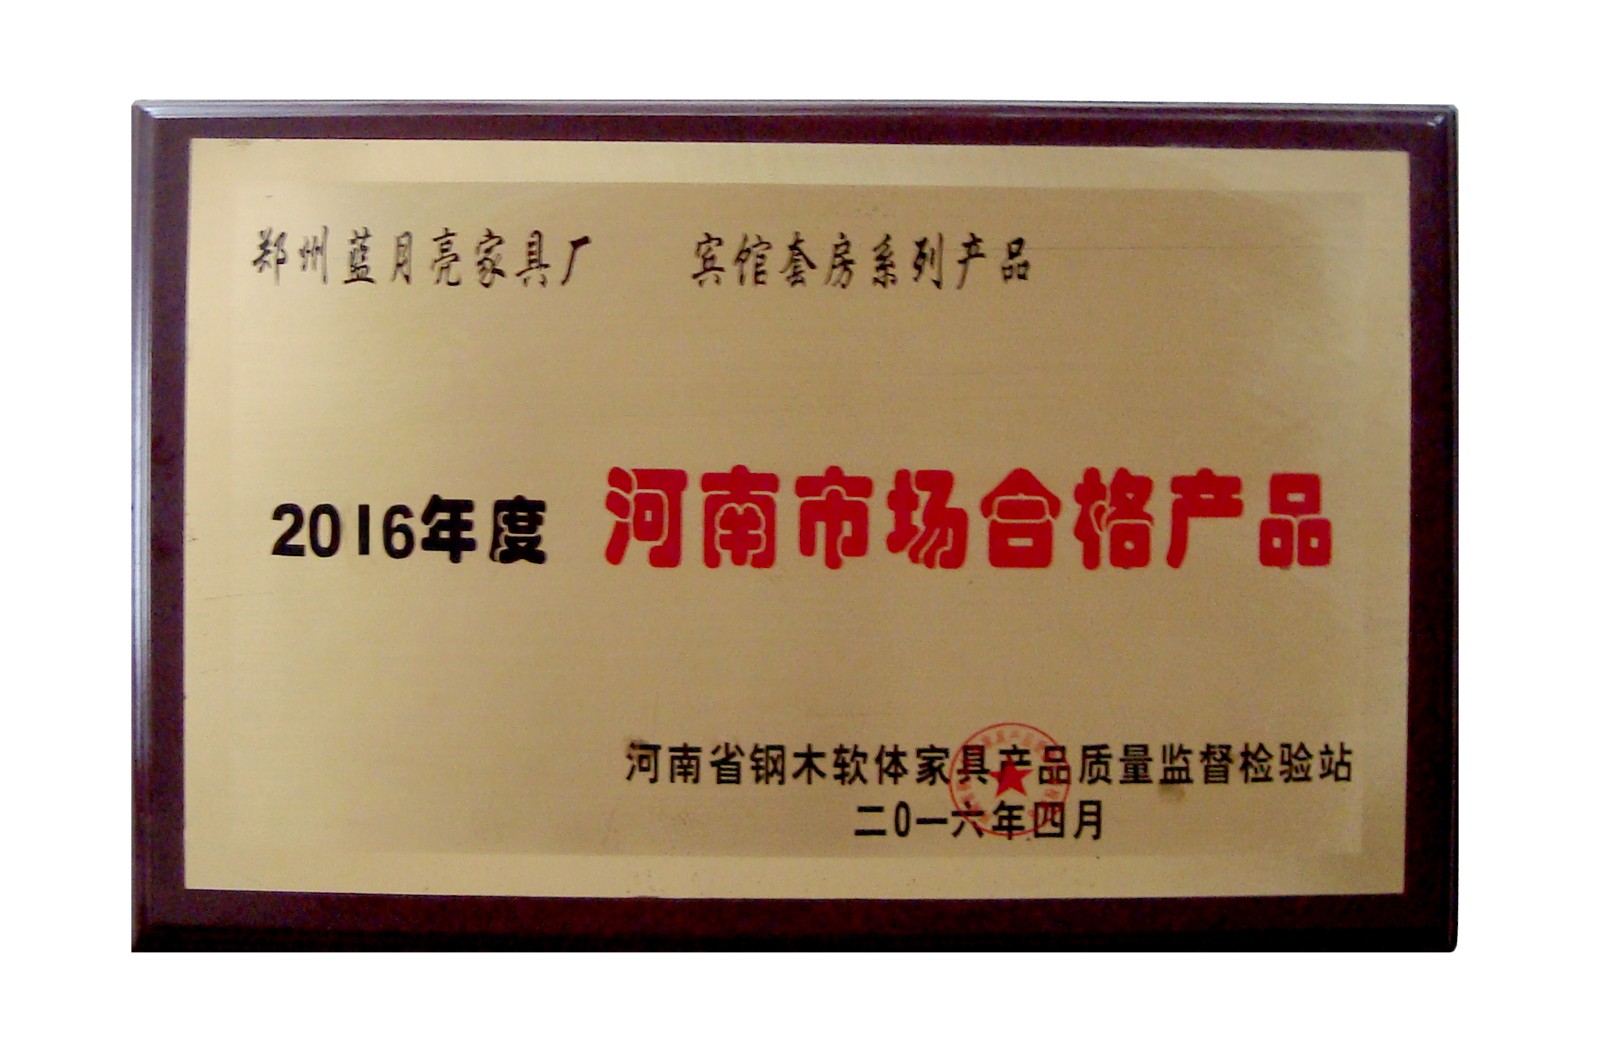 郑州蓝月亮家具厂 宾馆套房系列产品
2016年度 河南市场合格产品
河南省钢木软体家具产品质量监督检验站
二0一六年四月